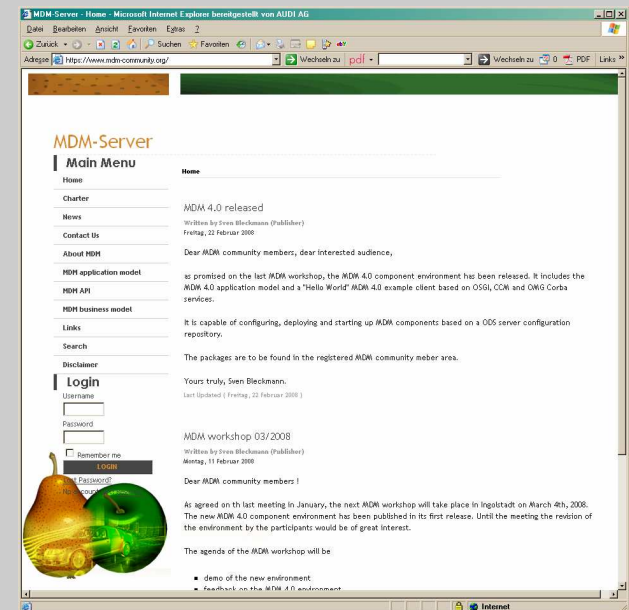 MDM-Server - Home - Microsoft Internet Explorer bereitgestellt von AUDI AG
Datei Bearbeiten Ansicht Favoriten Extras ?
Zurück Suchen Favoriten
Adresse https://www.mdm-community.org/ Wechseln zu pdf Wechseln zu 0 PDF Links »
MDM-Server
Main Menu
Home
Charter
News
Contact Us
About MDM
MDM application model
MDM API
MDM business model
Links
Search
Disclaimer
Login
Username
Password
Remember me
LOGIN
Password?
Home
MDM 4.0 released
Written by Sven Bleckmann (Publisher)
Freitag, 22 Februar 2008
Dear MDM community members, dear interested audience,
as promised on the last MDM workshop, the MDM 4.0 component environment has been released. It includes the
MDM 4.0 application model and a "Hello World" MDM 4.0 example client based on OSGI, CCM and OMG Corba
services.
It is capable of configuring, deploying and starting up MDM components based on a ODS server configuration
repository.
The packages are to be found in the registered MDM community meber area.
Yours truly, Sven Bleckmann.
Last Updated ( Freitag, 22 Februar 2008 )
MDM workshop 03/2008
Written by Sven Bleckmann (Publisher)
Montag, 11 Februar 2008
Dear MDM community members !
As agreed on th last meeting in January, the next MDM workshop will take place in Ingolstadt on March 4th, 2008.
The new MDM 4.0 component environment has been published in its first release. Until the meeting the revision of
the environment by the participants would be of great interest.
The agenda of the MDM workshop will be
demo of the new environment
feedback on the MDM 4.0 environment
Internet